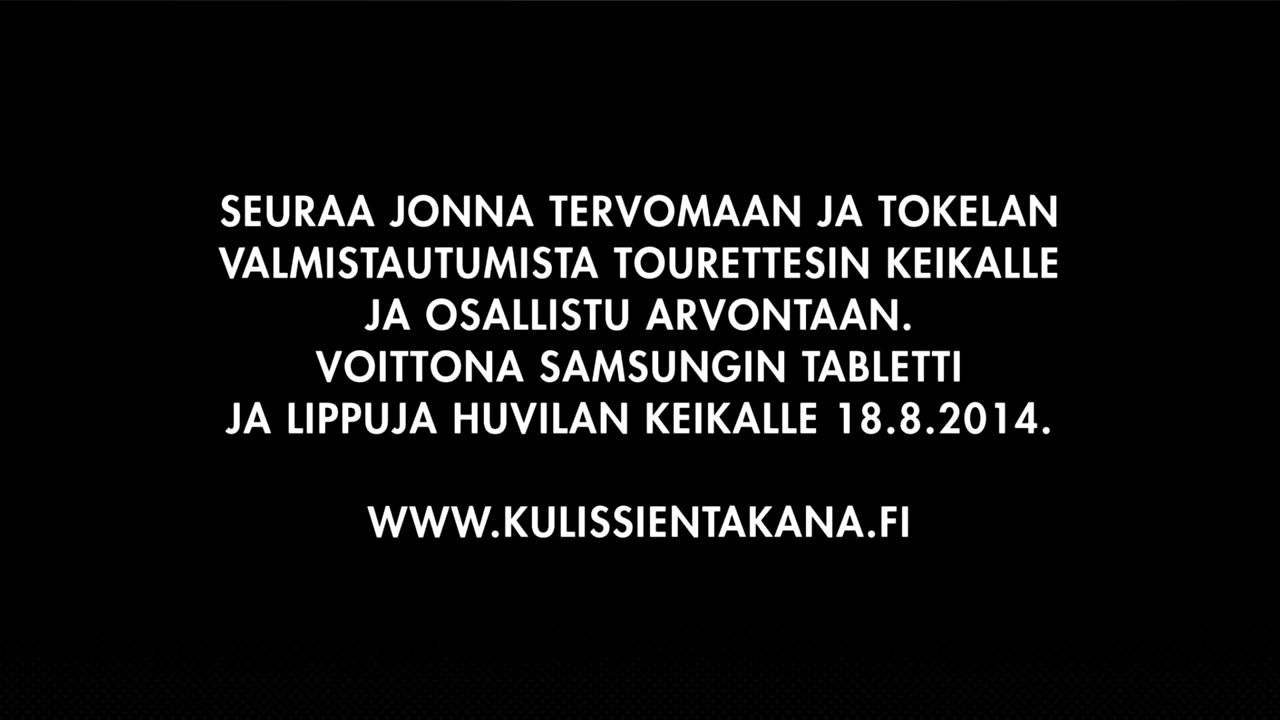 SEURAA JONNA TERVOMAAN JA TOKELAN
VALMISTAUTUMISTA TOURETTESIN KEIKALLE
JA OSALLISTU ARVONTAAN.
VOITTONA SAMSUNGIN TABLETTI
JA LIPPUJA HUVILAN KEIKALLE 18.8.2014.
WWW.KULISSIENTAKANA.FI